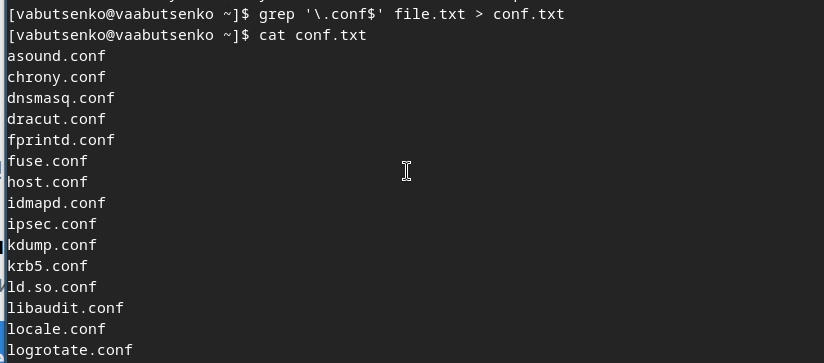 [vabutsenko@vaabutsenko ~]$ grep '\.conf$' file.txt > conf.txt
[vabutsenko@vaabutsenko ~]$ cat conf.txt
asound.conf
chrony.conf
dnsmasq.conf
dracut.conf
fprintd.conf
fuse.conf
host.conf
idmapd.conf
ipsec.conf
kdump.conf
krb5.conf
ld.so.conf
libaudit.conf
locale.conf
logrotate.conf